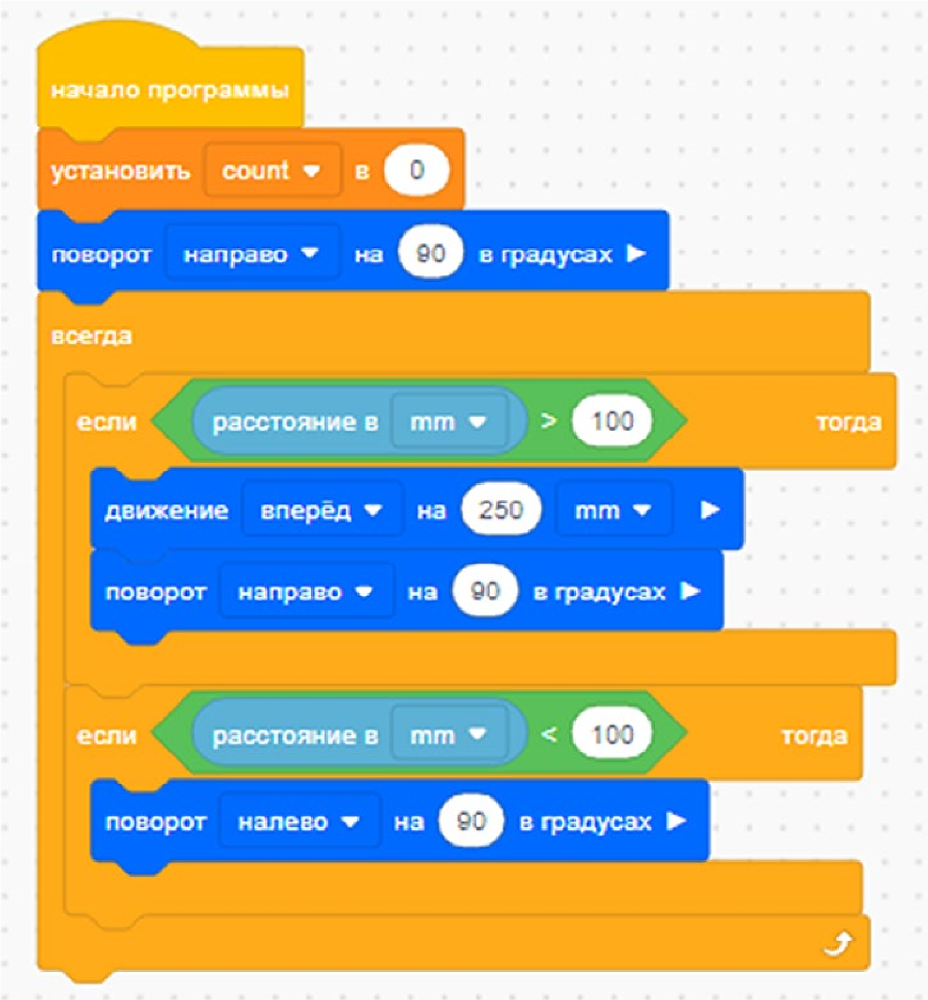 начало программы
установить count в 0
поворот направо на 90 в градусах
всегда
если расстояние в mm > 100 тогда
движение вперёд на 250 mm
поворот направо на 90 в градусах
если расстояние в mm < 100 тогда
поворот налево на 90 в градусах